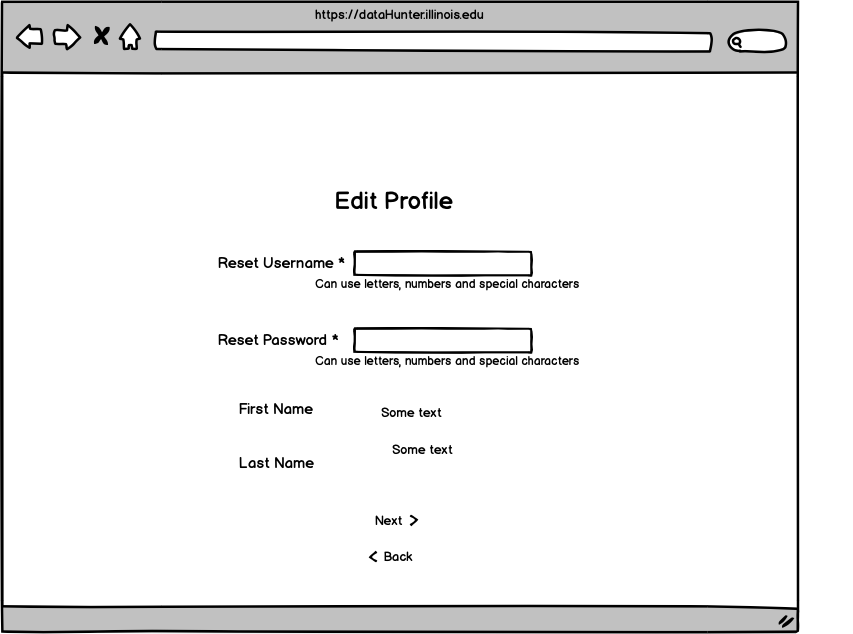 https://dataHunter.illinois.edu
Edit Profile
Reset Username *
Can use letters, numbers and special characters
Reset Password *
Can use letters, numbers and special characters
First Name Some text
Some text
Last Name
Next >
< Back